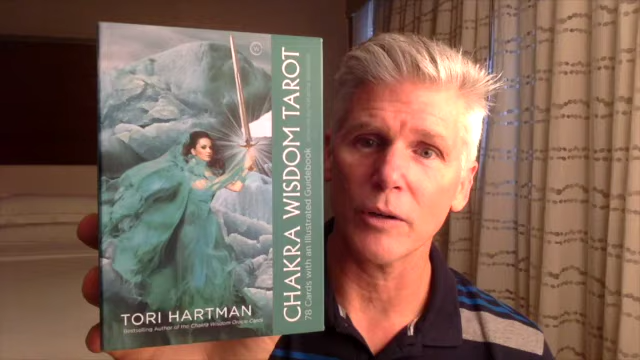 CHAKRA WISDOM TAROT
78 Cards with an Illustrated Guidebook
TORI HARTMAN
Bestselling Author of the Chakra Wisdom Oracle Cards